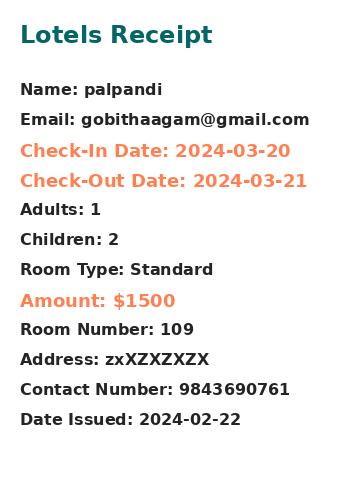 Lotels Receipt
Name: palpandi
Email: gobithaagam@gmail.com
Check-In Date: 2024-03-20
Check-Out Date: 2024-03-21
Adults: 1
Children: 2
Room Type: Standard
Amount: $1500
Room Number: 109
Address: zxXZXZXZX
Contact Number: 9843690761
Date Issued: 2024-02-22